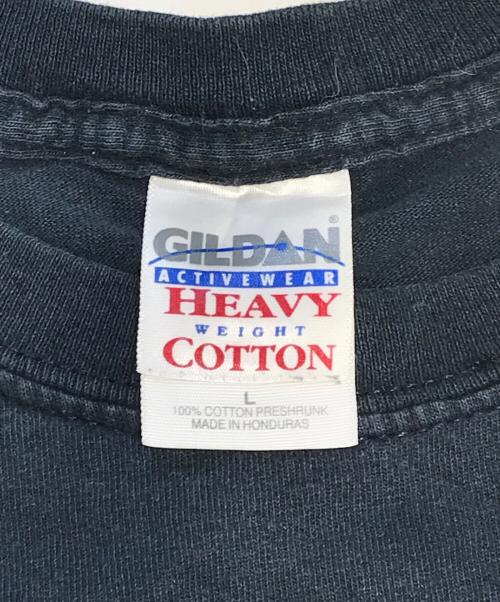 GILDAN®
ACTIVEWEAR
HEAVY
WEIGHT
COTTON
L
100% COTTON PRESHRUNK
MADE IN HONDURAS